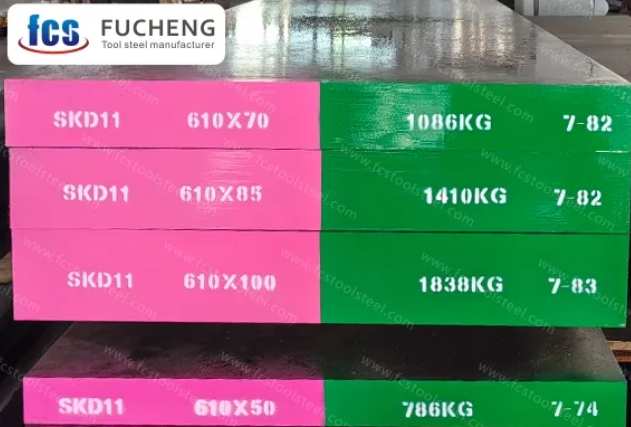 fcs FUCHENG
Tool steel manufacturer
SKD11 610X70 1086KG 7-82
SKD11 610X85 1410KG 7-82
SKD11 610X100 1838KG 7-83
SKD11 610X50 786KG 7-74
www.fcstoolsteel.com